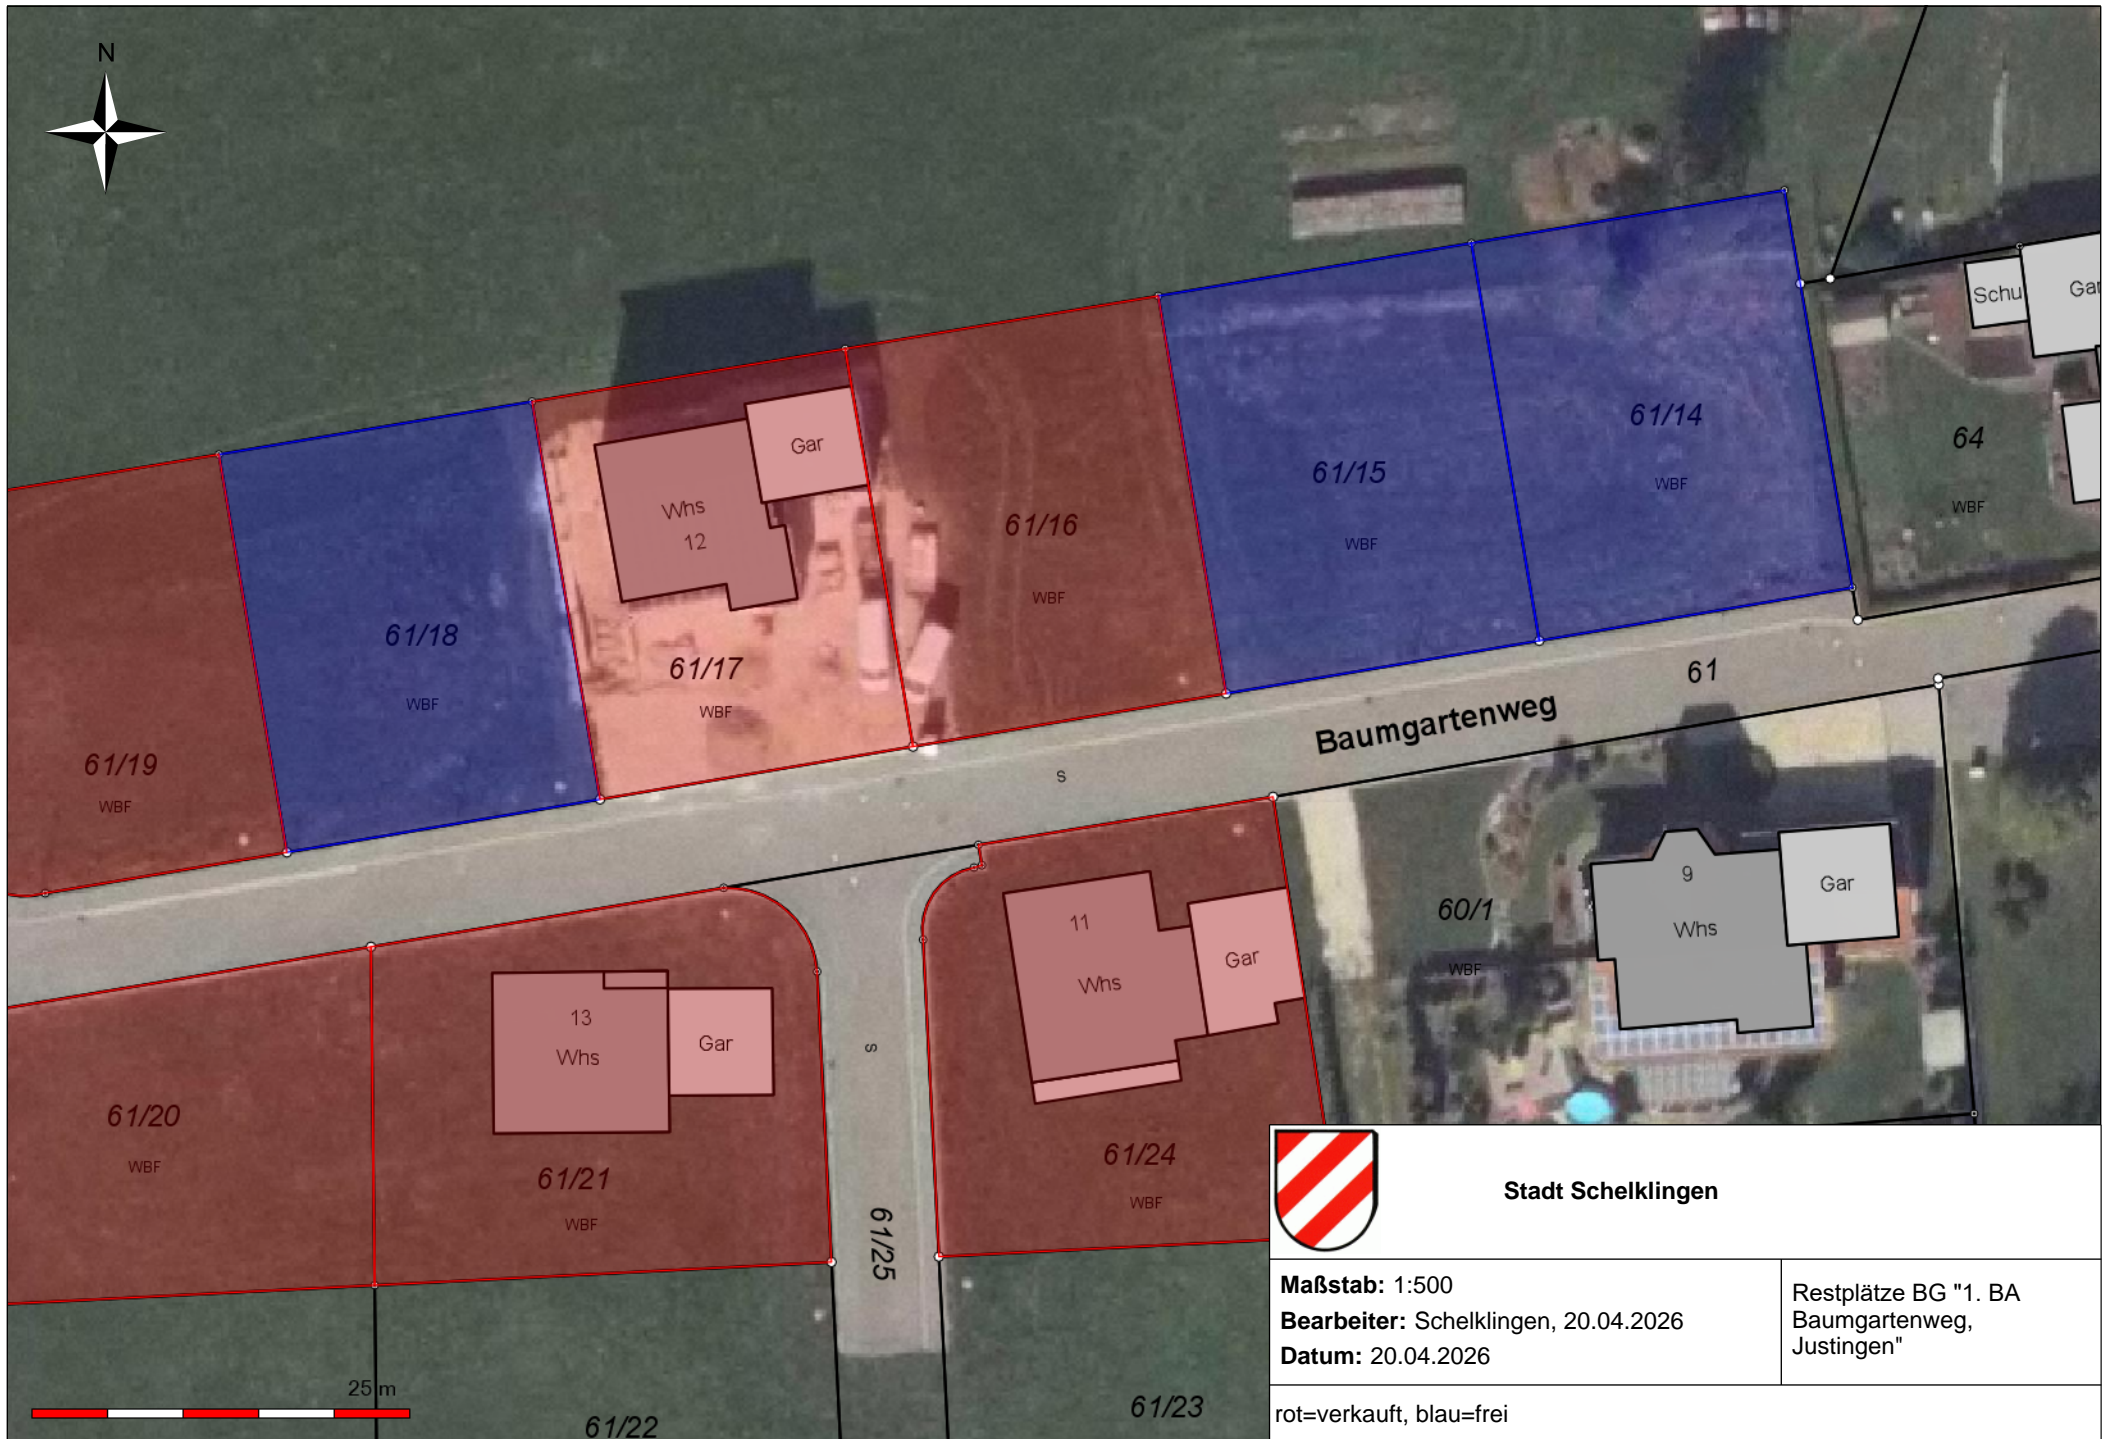 N
Schu
Gar
61/14
WBF
64
WBF
61/15
WBF
Gar
Whs
12
61/16
WBF
61/18
WBF
61/17
WBF
61
Baumgartenweg
61/19
WBF
s
9
Whs
Gar
60/1
WBF
11
Whs
Gar
13
Whs
Gar
s
61/20
WBF
61/21
WBF
61/24
WBF
61/25
25 m
61/22
61/23
Stadt Schelklingen
Maßstab: 1:500
Bearbeiter: Schelklingen, 20.04.2026
Datum: 20.04.2026
Restplätze BG "1. BA
Baumgartenweg,
Justingen"
rot=verkauft, blau=frei